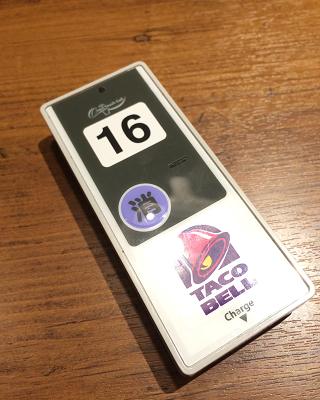 16
消
TACO
BELL
Charge